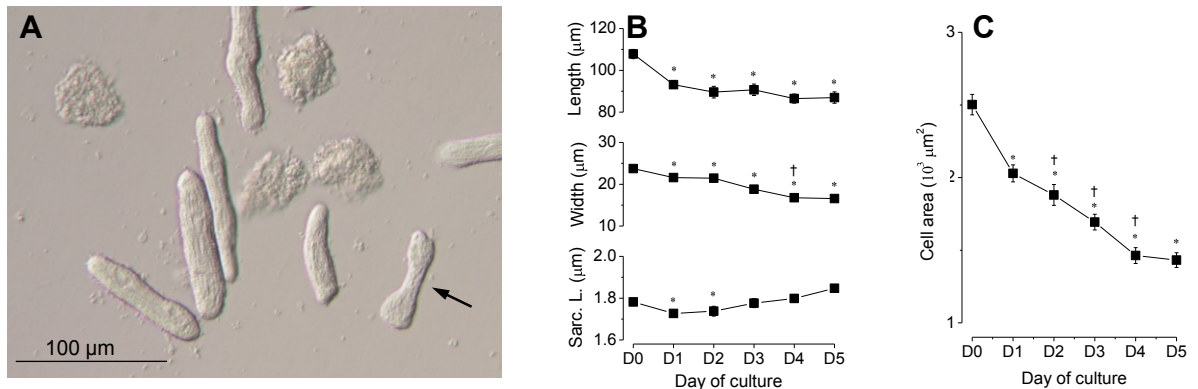 A
100 µm
B
Length (µm)
120
100
80
* * * * *
Width (µm)
30
20
10
†
* * * * *
Sarc. L. (µm)
2.0
1.8
1.6
* *
D0 D1 D2 D3 D4 D5
Day of culture
C
Cell area (10³ µm²)
3
2
1
*
†
*
†
*
†
*
*
D0 D1 D2 D3 D4 D5
Day of culture